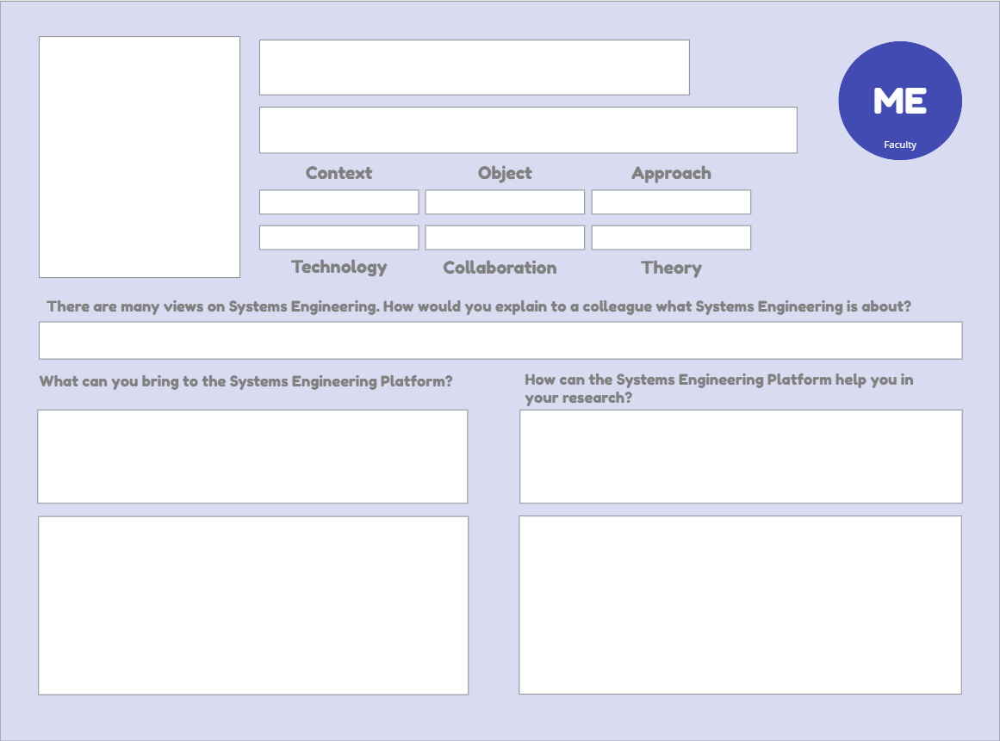 ME
Faculty
Context Object Approach
Technology Collaboration Theory
There are many views on Systems Engineering. How would you explain to a colleague what Systems Engineering is about?
What can you bring to the Systems Engineering Platform?
How can the Systems Engineering Platform help you in
your research?